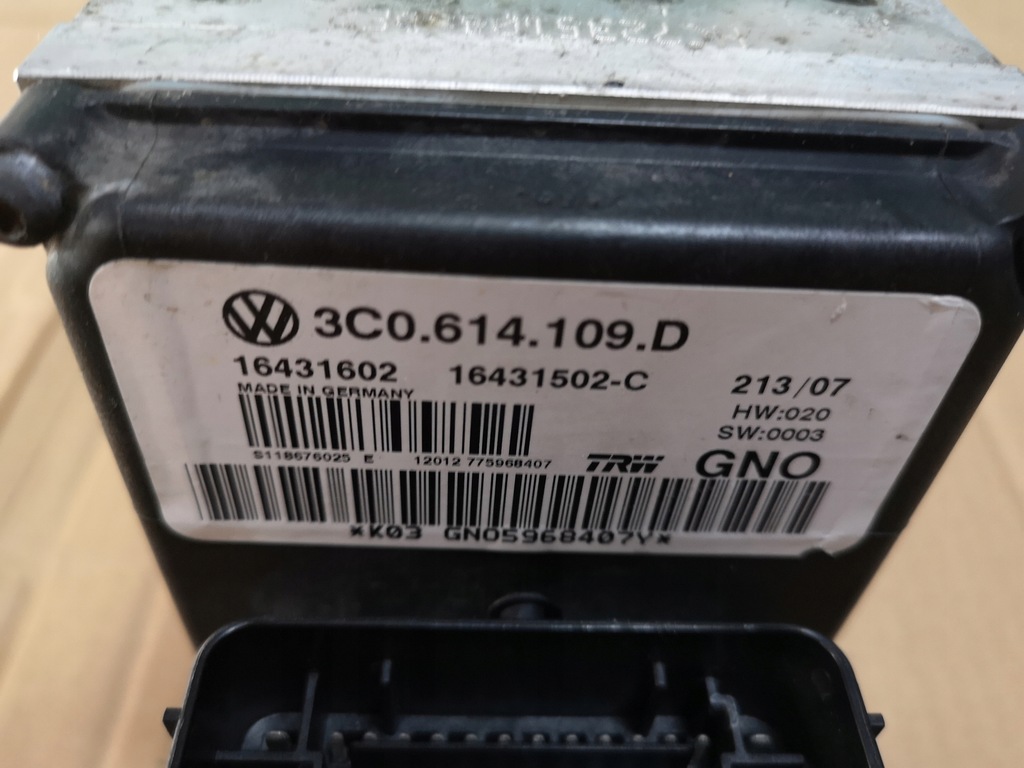 3C0.614.109.D
16431602 16431502-C 213/07
MADE IN GERMANY HW:020
SW:0003
S118676025 E 12012 775968407 TRW GNO
*K03 GNO5968407Y*